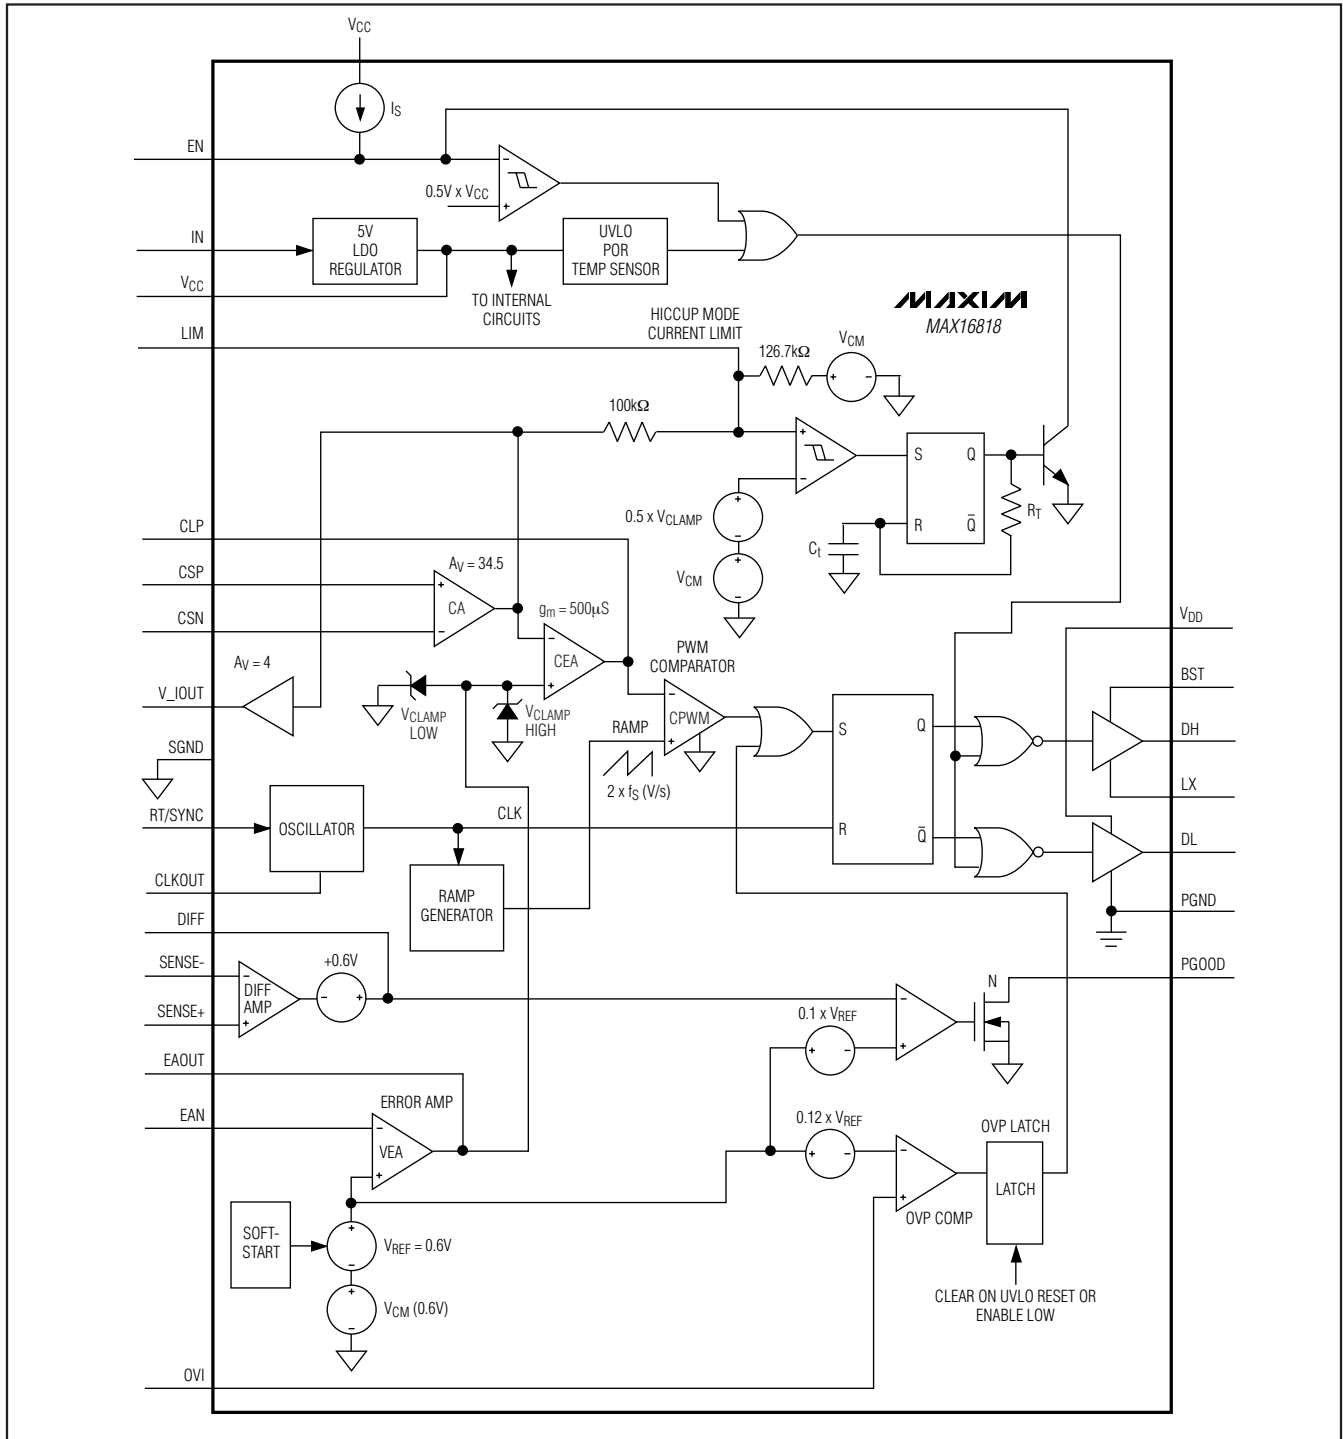 VCC
IS
EN
0.5V x VCC
IN
5V
LDO
REGULATOR
UVLO
POR
TEMP SENSOR
VCC
TO INTERNAL
CIRCUITS
MAXIM
MAX16818
LIM
HICCUP MODE
CURRENT LIMIT
126.7kΩ
VCM
100kΩ
S
Q
R
Q̅
RT
Ct
0.5 x VCLAMP
VCM
CLP
CSP
CSN
AV = 34.5
CA
gm = 500µS
CEA
AV = 4
V_IOUT
VCLAMP
LOW
VCLAMP
HIGH
PWM
COMPARATOR
CPWM
RAMP
2 x fS (V/s)
SGND
RT/SYNC
OSCILLATOR
CLK
S
Q
R
Q̅
VDD
BST
DH
LX
DL
PGND
CLKOUT
RAMP
GENERATOR
DIFF
SENSE-
SENSE+
DIFF
AMP
+0.6V
PGOOD
N
0.1 x VREF
EAOUT
EAN
ERROR AMP
VEA
0.12 x VREF
OVP LATCH
LATCH
OVP COMP
SOFT-
START
VREF = 0.6V
VCM (0.6V)
CLEAR ON UVLO RESET OR
ENABLE LOW
OVI